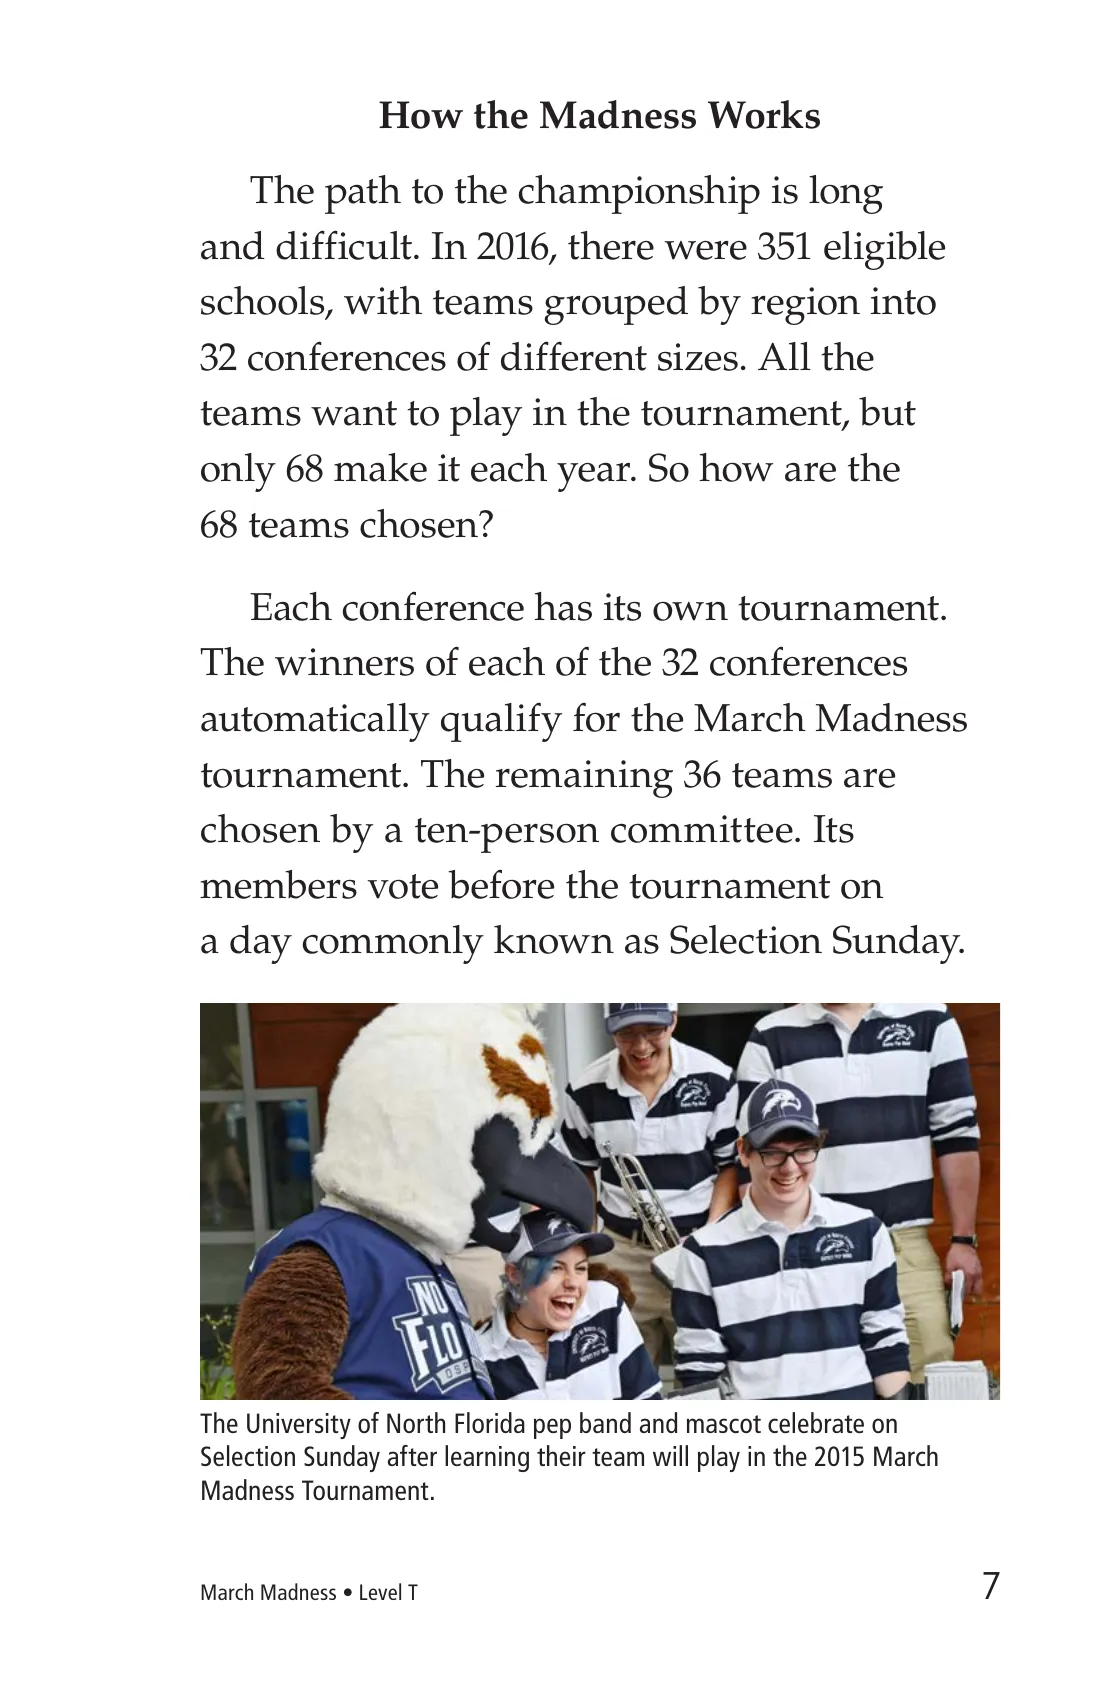 How the Madness Works
The path to the championship is long
and difficult. In 2016, there were 351 eligible
schools, with teams grouped by region into
32 conferences of different sizes. All the
teams want to play in the tournament, but
only 68 make it each year. So how are the
68 teams chosen?
Each conference has its own tournament.
The winners of each of the 32 conferences
automatically qualify for the March Madness
tournament. The remaining 36 teams are
chosen by a ten-person committee. Its
members vote before the tournament on
a day commonly known as Selection Sunday.
NO
FLO
OSP
The University of North Florida pep band and mascot celebrate on
Selection Sunday after learning their team will play in the 2015 March
Madness Tournament.
March Madness • Level T
7